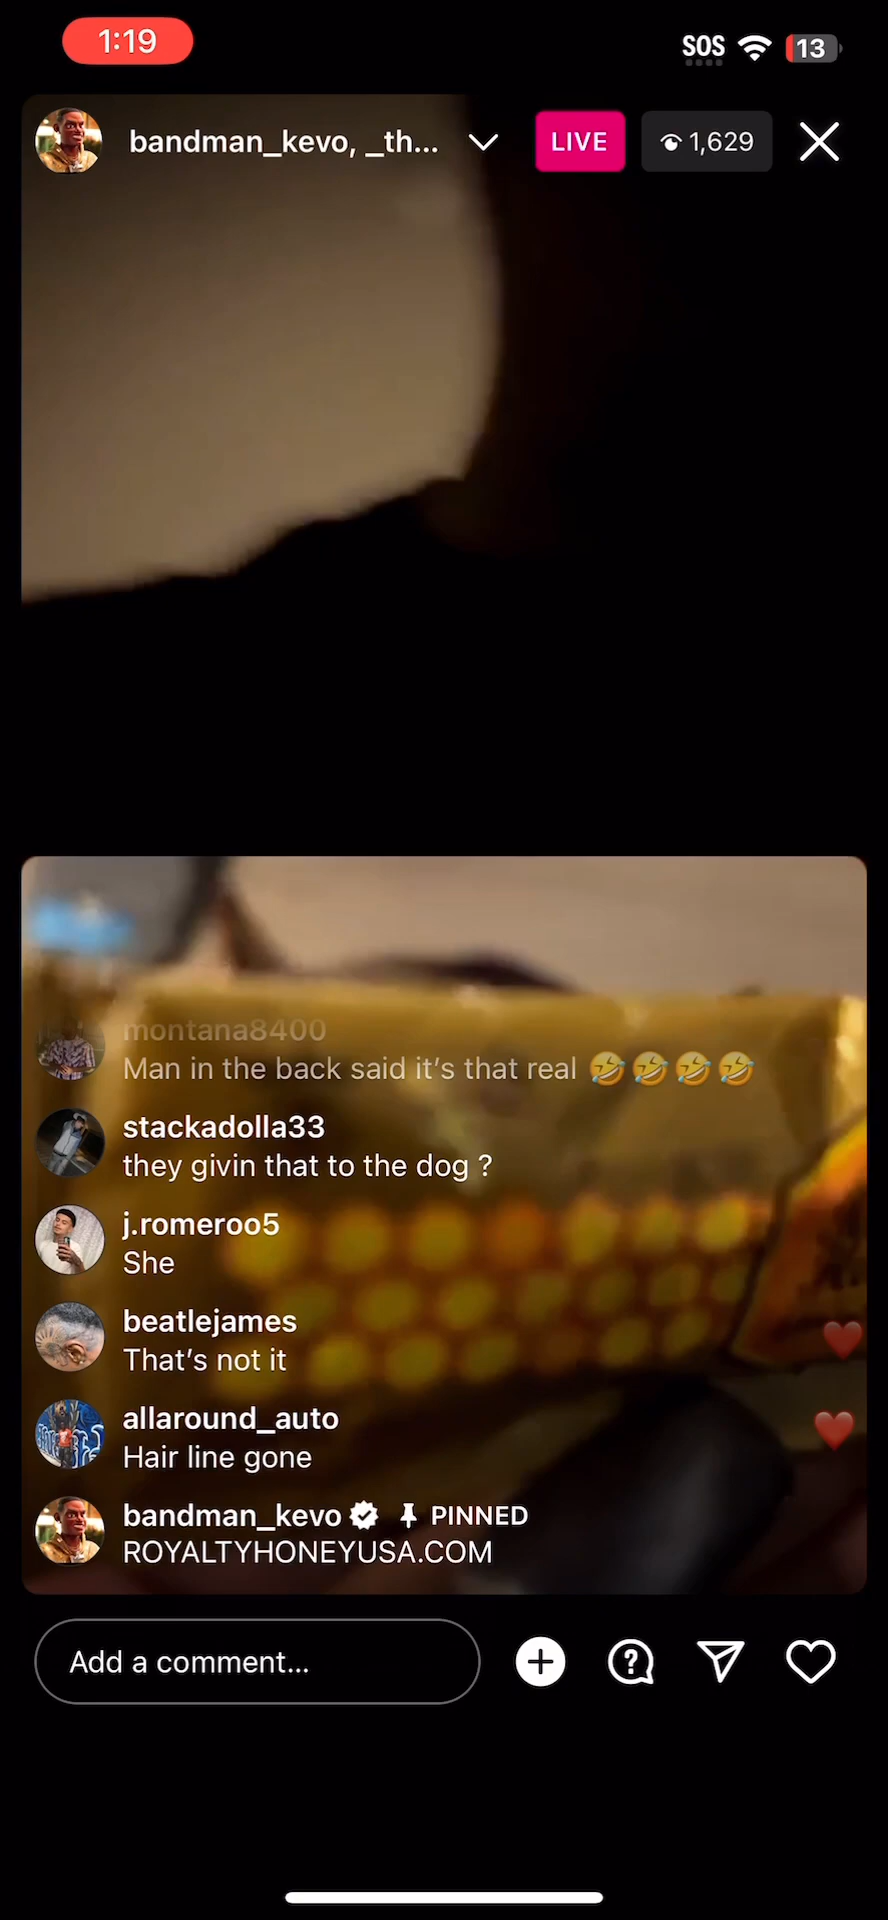 1:19
SOS
13
bandman_kevo, _th...
LIVE
1,629
montana8400
Man in the back said it's that real 🤣🤣🤣🤣
stackadolla33
they givin that to the dog ?
j.romeroo5
She
beatlejames
That's not it
allaround_auto
Hair line gone
bandman_kevo PINNED
ROYALTYHONEYUSA.COM
Add a comment...